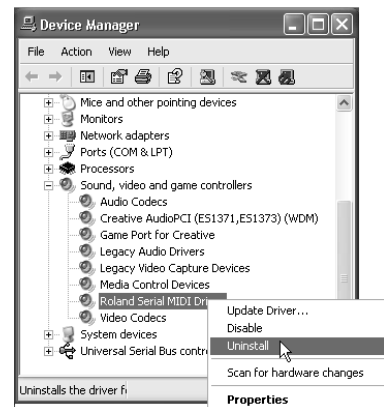 Device Manager
File Action View Help
Mice and other pointing devices
Monitors
Network adapters
Ports (COM & LPT)
Processors
Sound, video and game controllers
Audio Codecs
Creative AudioPCI (ES1371,ES1373) (WDM)
Game Port for Creative
Legacy Audio Drivers
Legacy Video Capture Devices
Media Control Devices
Roland Serial MIDI Dri
Update Driver...
Video Codecs
Disable
System devices
Uninstall
Universal Serial Bus contr
Scan for hardware changes
Uninstalls the driver f
Properties